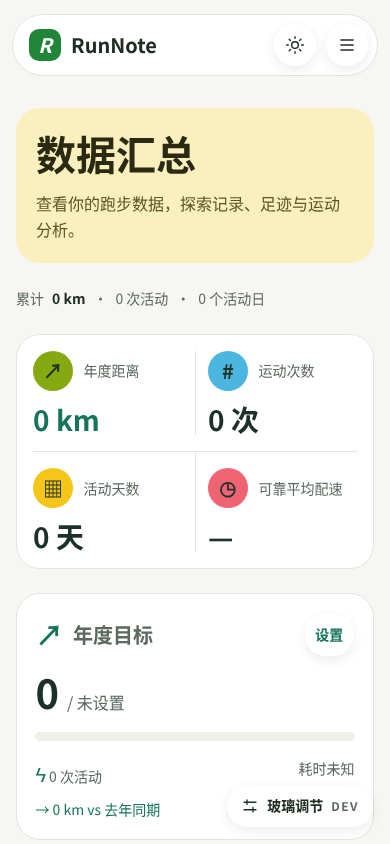 R RunNote
数据汇总
查看你的跑步数据，探索记录、足迹与运动
分析。
累计 0 km • 0 次活动 • 0 个活动日
↗ 年度距离
# 运动次数
0 km
0 次
活动天数
可靠平均配速
0 天
—
↗ 年度目标
设置
0 / 未设置
ϟ 0 次活动
耗时未知
→ 0 km vs 去年同期
玻璃调节 DEV